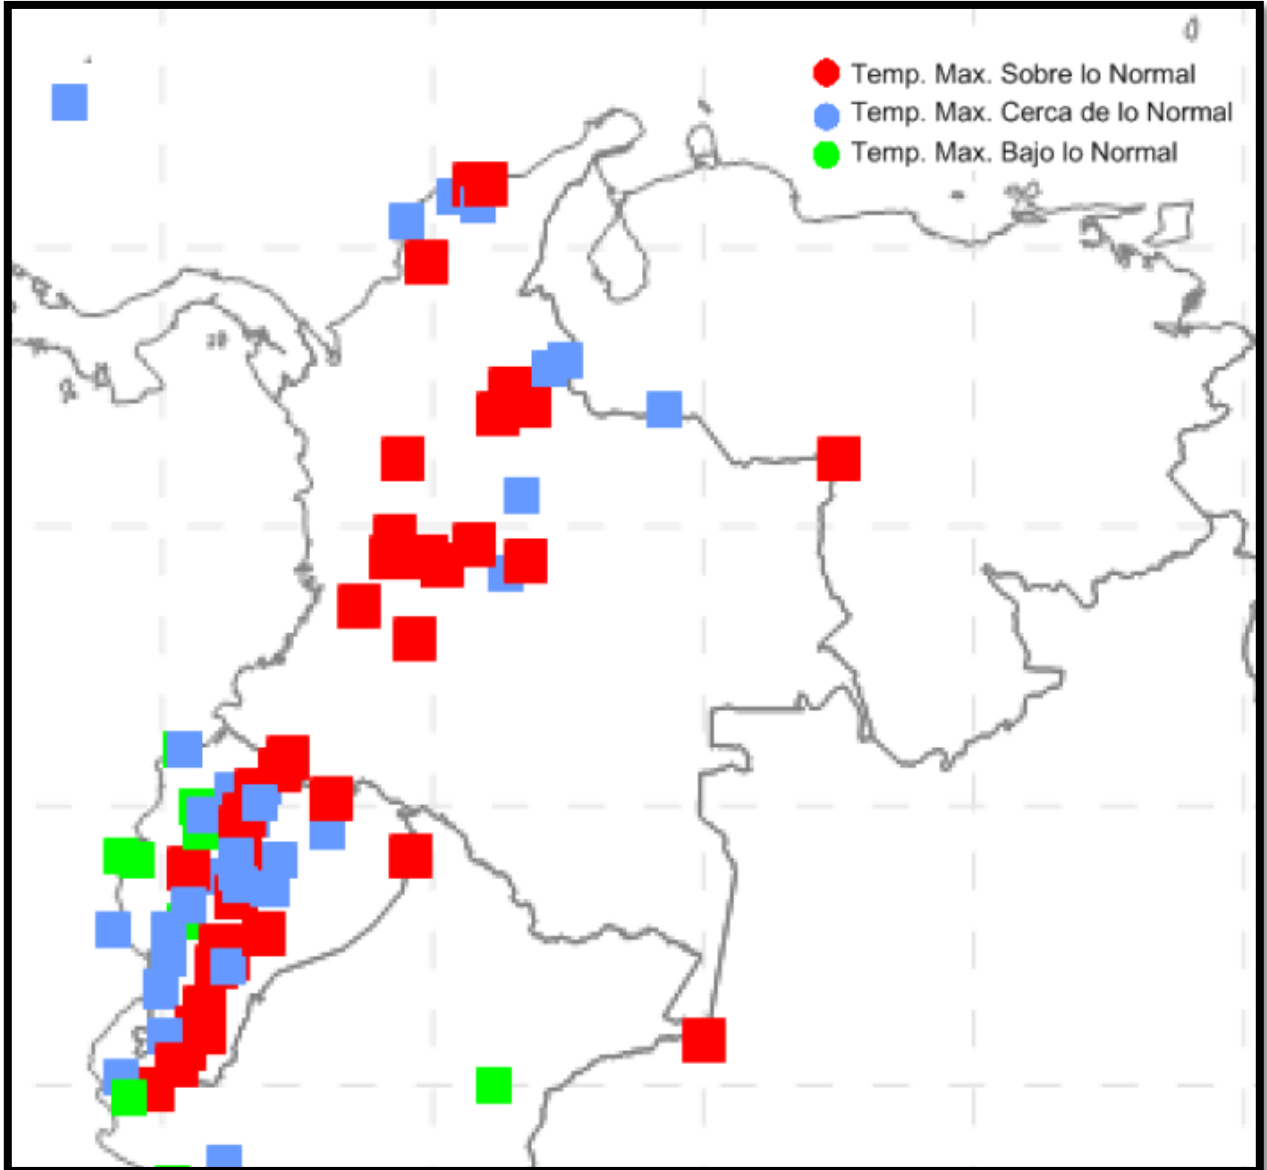 Temp. Max. Sobre lo Normal
Temp. Max. Cerca de lo Normal
Temp. Max. Bajo lo Normal